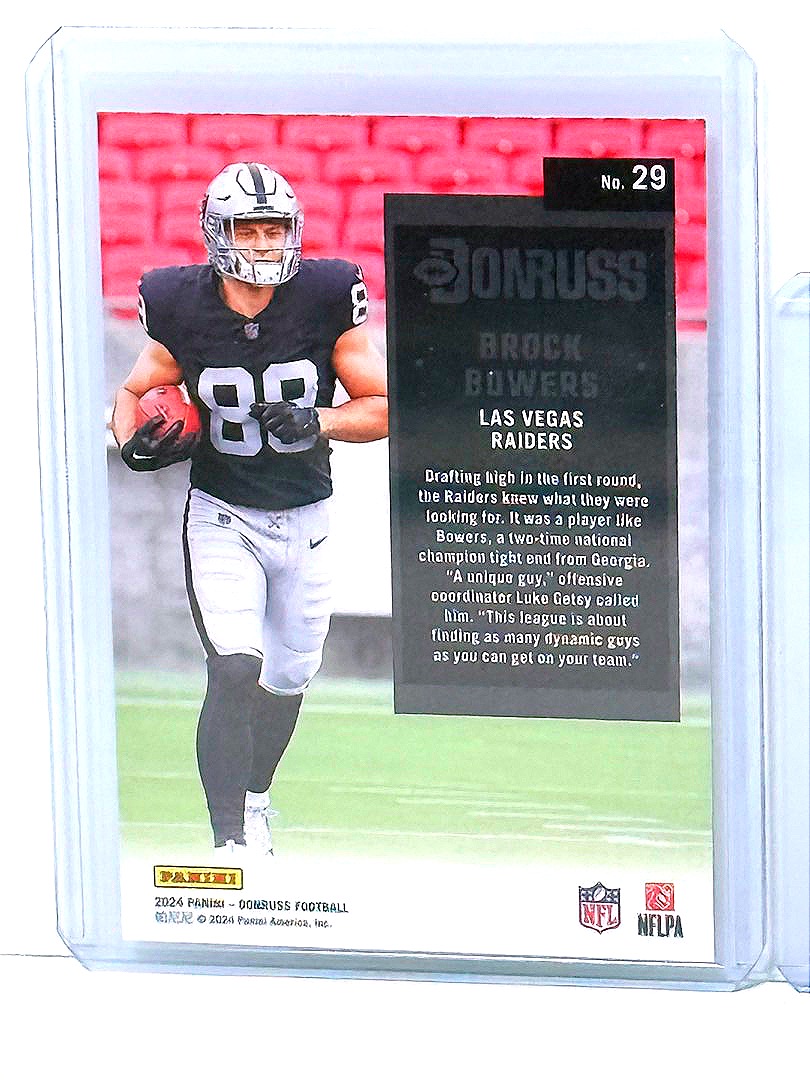 No. 29
DONRUSS
BROCK
BOWERS
LAS VEGAS
RAIDERS
Drafting high in the first round,
the Raiders knew what they were
looking for. It was a player like
Bowers, a two-time national
champion tight end from Georgia.
"A unique guy," offensive
coordinator Luke Getsy called
him. "This league is about
finding as many dynamic guys
as you can get on your team."
8
88
PANINI
2024 PANINI – DONRUSS FOOTBALL
© 2024 Panini America, Inc.
NFL
NFLPA